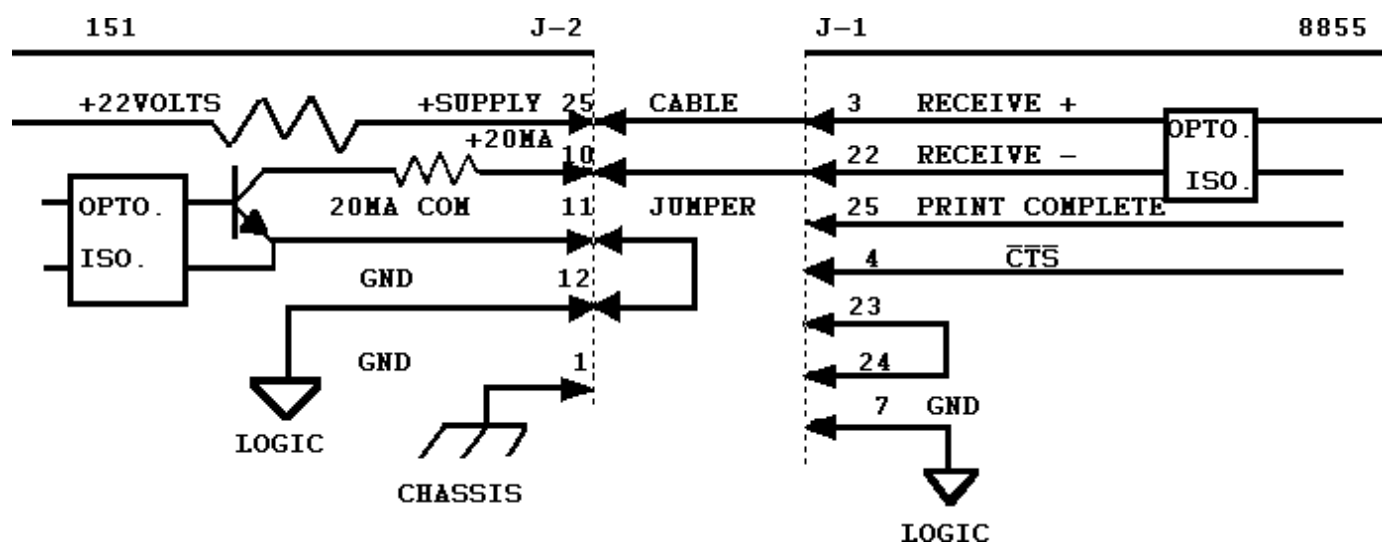 151 J-2 J-1 8855
+22VOLTS +SUPPLY 25 CABLE 3 RECEIVE +
OPTO.
+20MA
10 22 RECEIVE -
ISO.
OPTO. 20MA COM 11 JUMPER 25 PRINT COMPLETE
ISO. 4 C̅T̅S̅
GND 12
23
GND 1 24
7 GND
LOGIC
CHASSIS
LOGIC